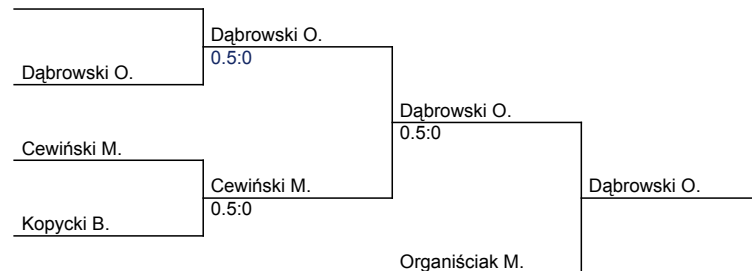 Dąbrowski O.
0.5:0
Dąbrowski O.
Dąbrowski O.
0.5:0
Cewiński M.
Cewiński M.
0.5:0
Dąbrowski O.
Kopycki B.
Organiściak M.